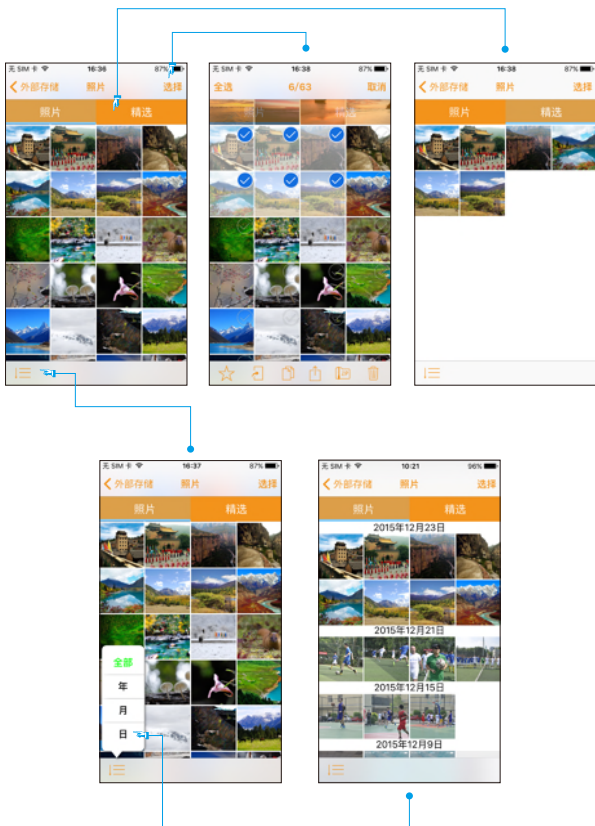 无 SIM 卡 16:36 87%
外部存储 照片 选择
照片 精选
无 SIM 卡 16:38 87%
全选 6/63 取消
精选
无 SIM 卡 16:38 87%
外部存储 照片 选择
照片 精选
无 SIM 卡 16:37 87%
外部存储 照片 选择
照片 精选
全部
年
月
日
无 SIM 卡 10:21 96%
外部存储 照片 选择
照片 精选
2015年12月23日
2015年12月21日
2015年12月15日
2015年12月9日